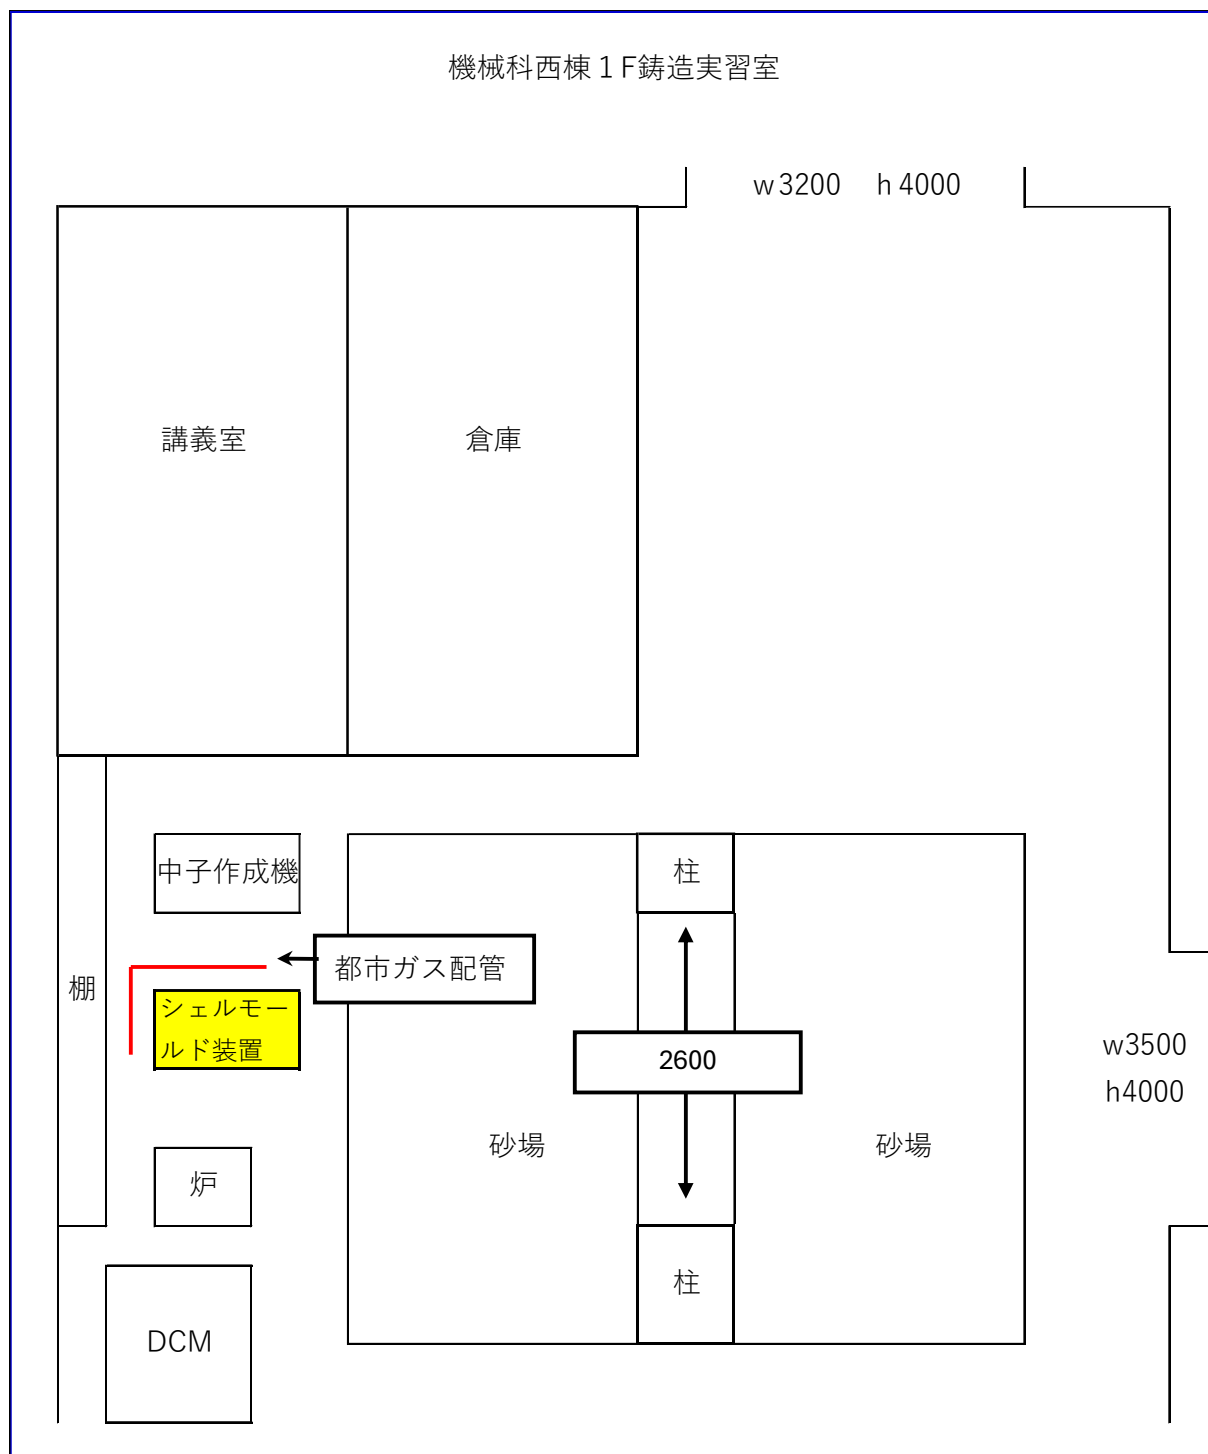 機械科西棟１F鋳造実習室
w 3200　h 4000
講義室
倉庫
中子作成機
柱
都市ガス配管
棚
シェルモー
ルド装置
2600
w3500
h4000
砂場
砂場
炉
柱
DCM